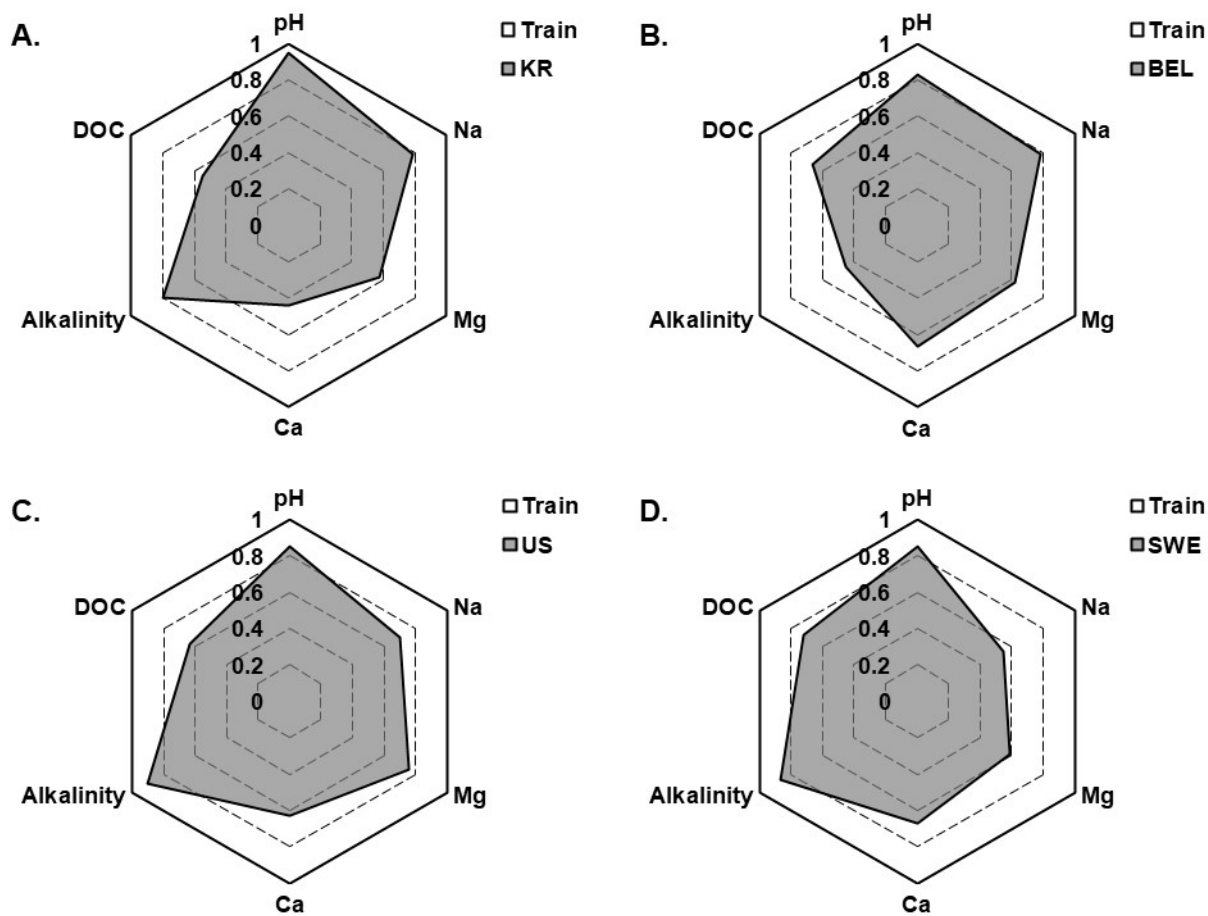 A.
pH
Train
KR
1
0.8
0.6
0.4
0.2
0
DOC
Na
Alkalinity
Mg
Ca
B.
pH
Train
BEL
1
0.8
0.6
0.4
0.2
0
DOC
Na
Alkalinity
Mg
Ca
C.
pH
Train
US
1
0.8
0.6
0.4
0.2
0
DOC
Na
Alkalinity
Mg
Ca
D.
pH
Train
SWE
1
0.8
0.6
0.4
0.2
0
DOC
Na
Alkalinity
Mg
Ca